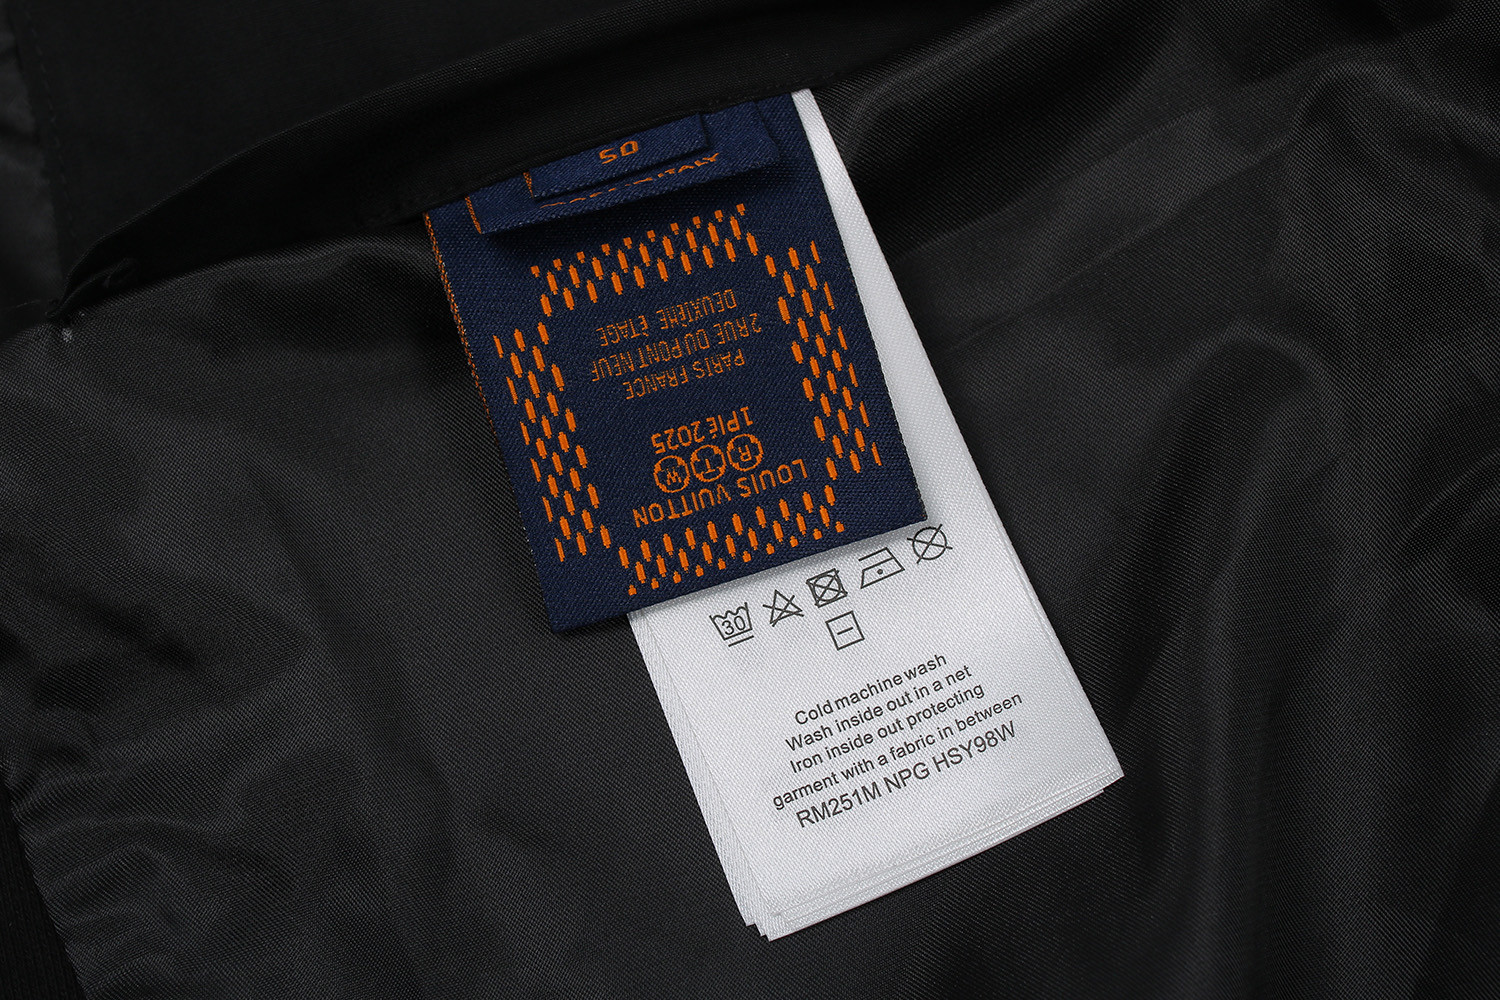 50
ITALY
LOUIS VUITTON
R T W
1PIE 2025
PARIS FRANCE
2 RUE DU PONT NEUF
DEUXIÈME ÉTAGE
30
Cold machine wash
Wash inside out in a net
Iron inside out protecting
garment with a fabric in between
RM251M NPG HSY98W